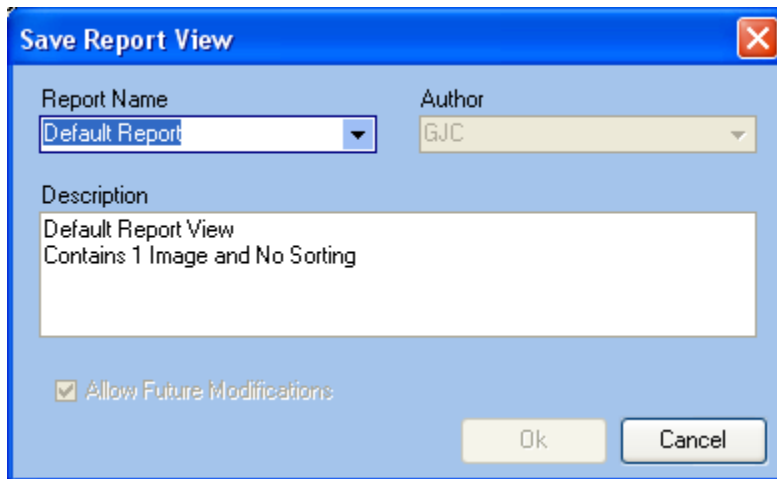 Save Report View
Report Name
Author
Default Report
GJC
Description
Default Report View
Contains 1 Image and No Sorting
Allow Future Modifications
Ok
Cancel